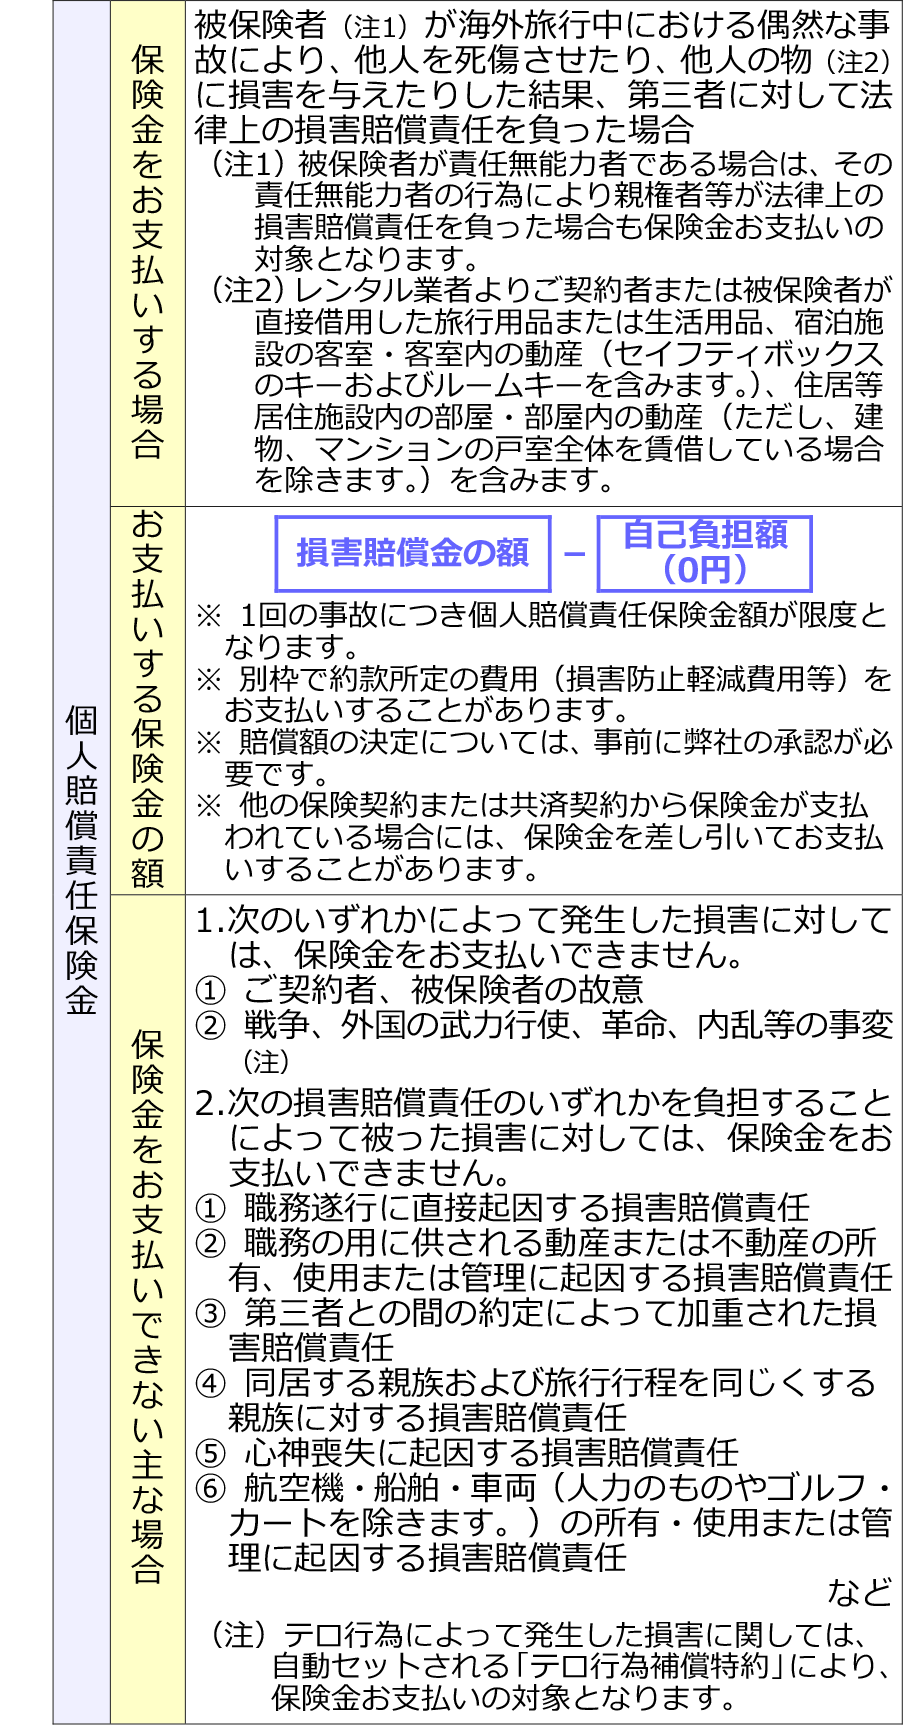 個人賠償責任保険金
保険金をお支払いする場合
被保険者（注1）が海外旅行中における偶然な事
故により、他人を死傷させたり、他人の物（注2）
に損害を与えたりした結果、第三者に対して法
律上の損害賠償責任を負った場合
（注1）被保険者が責任無能力者である場合は、その
責任無能力者の行為により親権者等が法律上の
損害賠償責任を負った場合も保険金お支払いの
対象となります。
（注2）レンタル業者よりご契約者または被保険者が
直接借用した旅行用品または生活用品、宿泊施
設の客室・客室内の動産（セイフティボックス
のキーおよびルームキーを含みます。）、住居等
居住施設内の部屋・部屋内の動産（ただし、建
物、マンションの戸室全体を賃借している場合
を除きます。）を含みます。
お支払いする保険金の額
損害賠償金の額 − 自己負担額
（0円）
※ 1回の事故につき個人賠償責任保険金額が限度と
なります。
※ 別枠で約款所定の費用（損害防止軽減費用等）を
お支払いすることがあります。
※ 賠償額の決定については、事前に弊社の承認が必
要です。
※ 他の保険契約または共済契約から保険金が支払
われている場合には、保険金を差し引いてお支払
いすることがあります。
保険金をお支払いできない主な場合
1.次のいずれかによって発生した損害に対して
は、保険金をお支払いできません。
① ご契約者、被保険者の故意
② 戦争、外国の武力行使、革命、内乱等の事変
（注）
2.次の損害賠償責任のいずれかを負担すること
によって被った損害に対しては、保険金をお
支払いできません。
① 職務遂行に直接起因する損害賠償責任
② 職務の用に供される動産または不動産の所
有、使用または管理に起因する損害賠償責任
③ 第三者との間の約定によって加重された損
害賠償責任
④ 同居する親族および旅行行程を同じくする
親族に対する損害賠償責任
⑤ 心神喪失に起因する損害賠償責任
⑥ 航空機・船舶・車両（人力のものやゴルフ・
カートを除きます。）の所有・使用または管
理に起因する損害賠償責任
など
（注）テロ行為によって発生した損害に関しては、
自動セットされる「テロ行為補償特約」により、
保険金お支払いの対象となります。